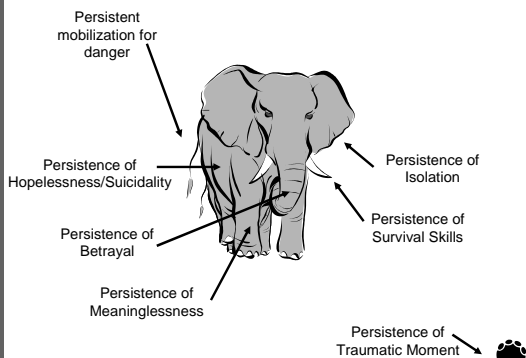 Persistent
mobilization for
danger
Persistence of
Hopelessness/Suicidality
Persistence of
Isolation
Persistence of
Survival Skills
Persistence of
Betrayal
Persistence of
Meaninglessness
Persistence of
Traumatic Moment